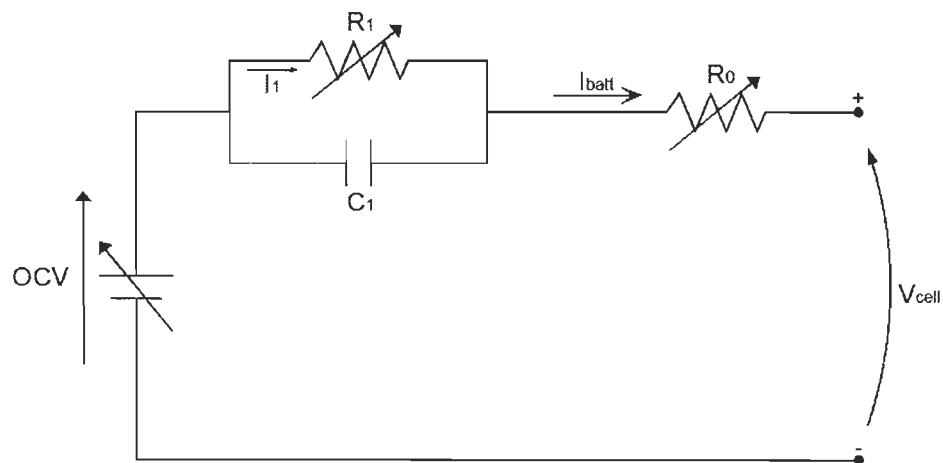 R1
I1
C1
Ibatt
R0
+
OCV
Vcell
-